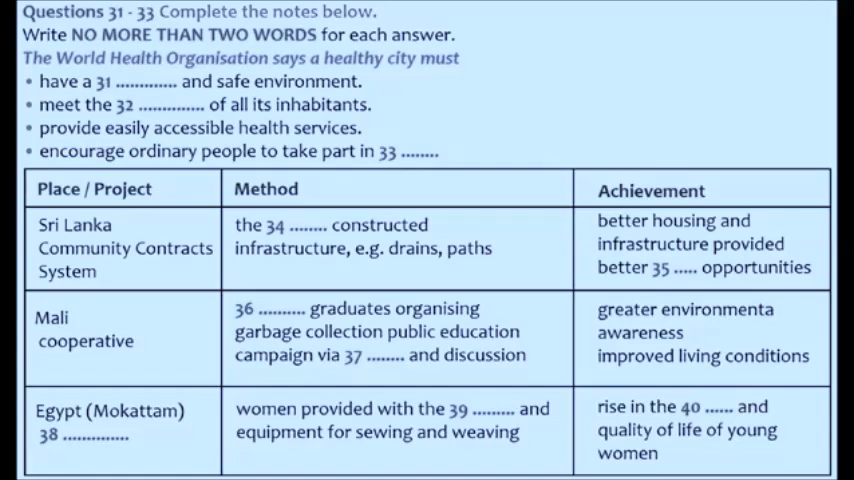 Questions 31 - 33 Complete the notes below.
Write NO MORE THAN TWO WORDS for each answer.
The World Health Organisation says a healthy city must
• have a 31 ............. and safe environment.
• meet the 32 .............. of all its inhabitants.
• provide easily accessible health services.
• encourage ordinary people to take part in 33 ........
Place / Project
Method
Achievement
Sri Lanka
Community Contracts
System
the 34 ........ constructed
infrastructure, e.g. drains, paths
better housing and
infrastructure provided
better 35 ..... opportunities
Mali
cooperative
36 .......... graduates organising
garbage collection public education
campaign via 37 ........ and discussion
greater environmenta
awareness
improved living conditions
Egypt (Mokattam)
38 ..............
women provided with the 39 ......... and
equipment for sewing and weaving
rise in the 40 ...... and
quality of life of young
women